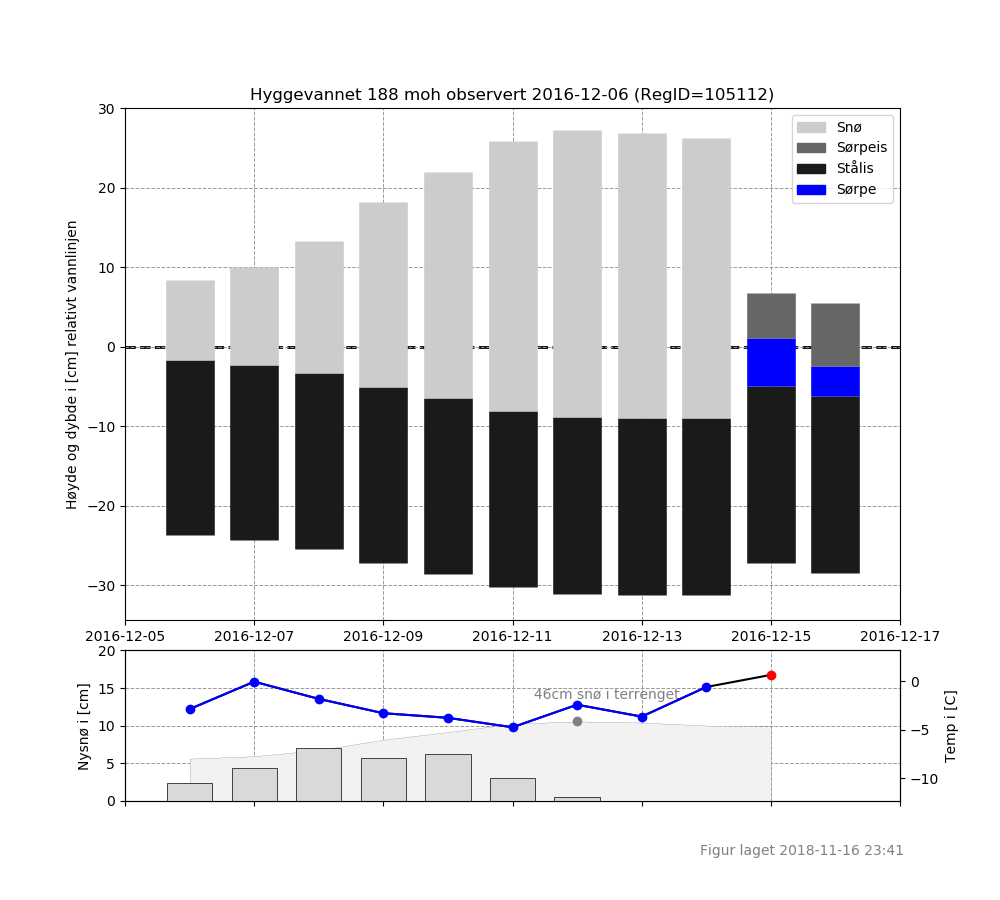 Hyggevannet 188 moh observert 2016-12-06 (RegID=105112)
Høyde og dybde i [cm] relativt vannlinjen
30
20
10
0
−10
−20
−30
Snø
Sørpeis
Stålis
Sørpe
2016-12-05 2016-12-07 2016-12-09 2016-12-11 2016-12-13 2016-12-15 2016-12-17
Nysnø i [cm]
20
15
10
5
0
46cm snø i terrenget
0
−5
−10
Temp i [C]
Figur laget 2018-11-16 23:41